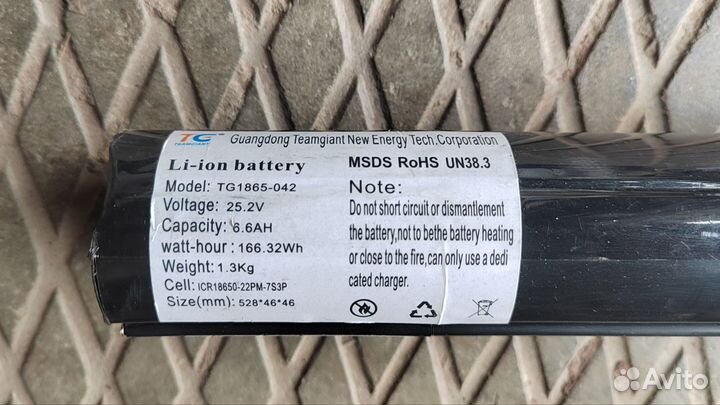 TG
TEAMGIANT
Guangdong Teamgiant New Energy Tech.Corporation
Li-ion battery
Model: TG1865-042
Voltage: 25.2V
Capacity: 6.6AH
watt-hour: 166.32Wh
Weight: 1.3Kg
Cell: ICR18650-22PM-7S3P
Size(mm): 528*46*46
MSDS RoHS UN38.3
Note:
Do not short circuit or dismantlement
the battery,not to bethe battery heating
or close to the fire,can only use a dedi
cated charger.
Avito